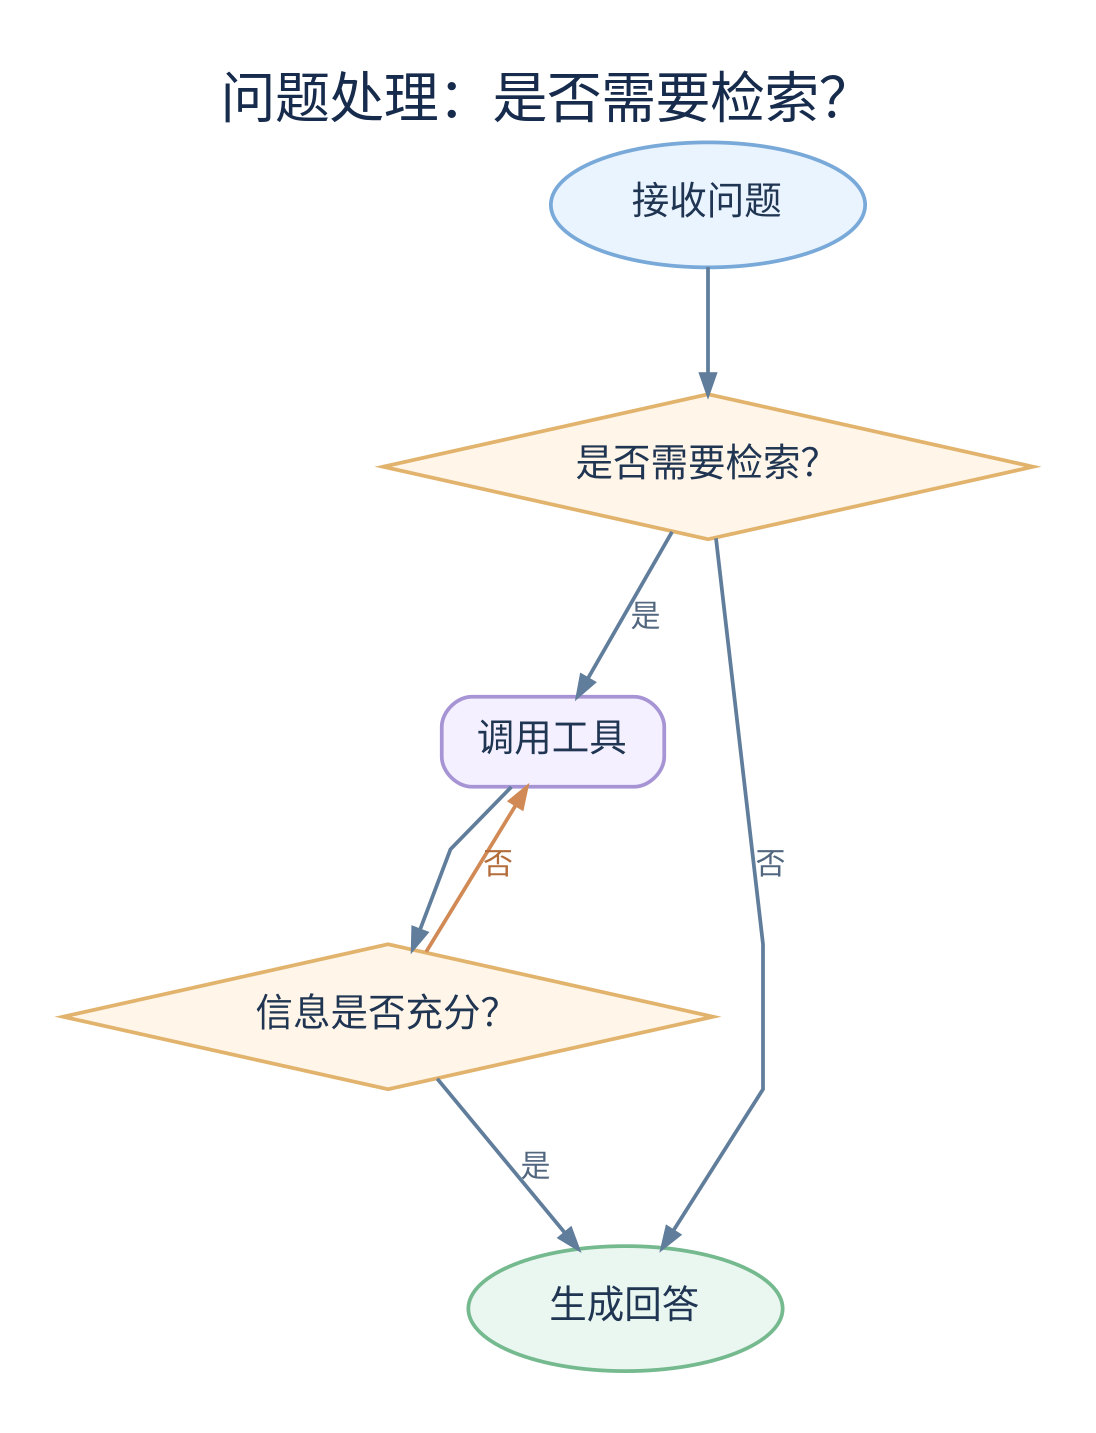 问题处理：是否需要检索？
接收问题
是否需要检索？
是
调用工具
否
否
信息是否充分？
是
生成回答